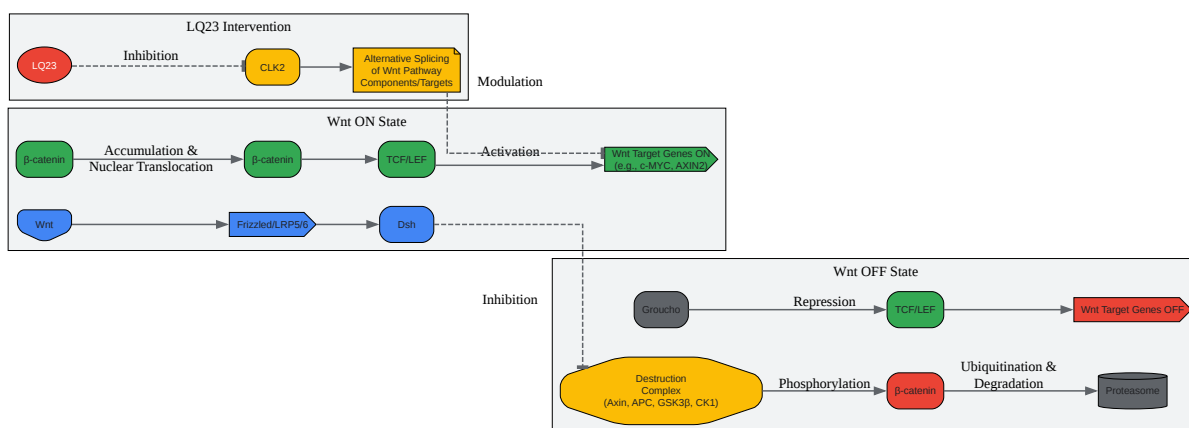 LQ23 Intervention
LQ23
Inhibition
CLK2
Alternative Splicing
of Wnt Pathway
Components/Targets
Modulation
Wnt ON State
β-catenin
Accumulation &
Nuclear Translocation
β-catenin
TCF/LEF
Activation
Wnt Target Genes ON
(e.g., c-MYC, AXIN2)
Wnt
Frizzled/LRP5/6
Dsh
Inhibition
Wnt OFF State
Groucho
Repression
TCF/LEF
Wnt Target Genes OFF
Destruction
Complex
(Axin, APC, GSK3β, CK1)
Phosphorylation
β-catenin
Ubiquitination &
Degradation
Proteasome